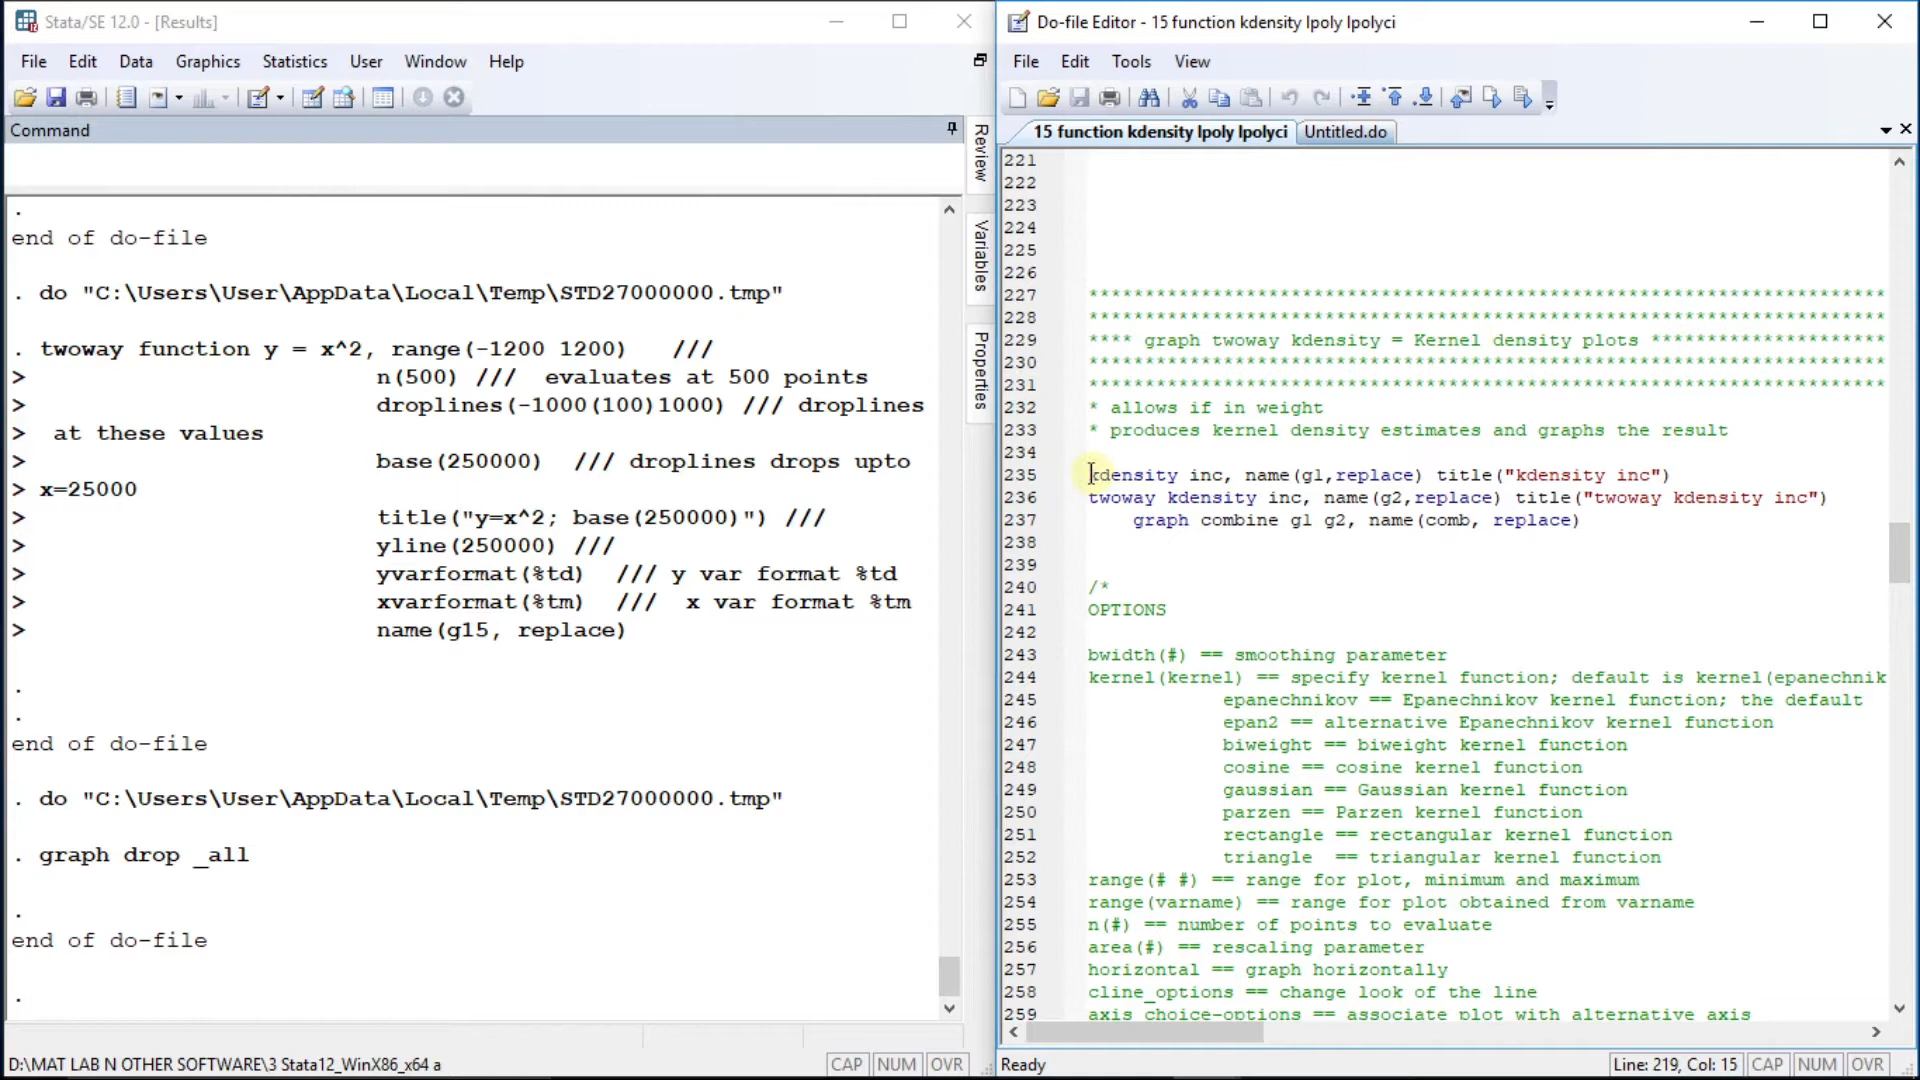 Stata/SE 12.0 - [Results]
File Edit Data Graphics Statistics User Window Help
Command
Review
Variables
Properties
.
end of do-file
. do "C:\Users\User\AppData\Local\Temp\STD27000000.tmp"
. twoway function y = x^2, range(-1200 1200) ///
> n(500) /// evaluates at 500 points
> droplines(-1000(100)1000) /// droplines
> at these values
> base(250000) /// droplines drops upto
> x=25000
> title("y=x^2; base(250000)") ///
> yline(250000) ///
> yvarformat(%td) /// y var format %td
> xvarformat(%tm) /// x var format %tm
> name(g15, replace)
.
.
end of do-file
. do "C:\Users\User\AppData\Local\Temp\STD27000000.tmp"
. graph drop _all
.
end of do-file
.
D:\MAT LAB N OTHER SOFTWARE\3 Stata12_WinX86_x64 a CAP NUM OVR
Do-file Editor - 15 function kdensity lpoly lpolyci
File Edit Tools View
15 function kdensity lpoly lpolyci Untitled.do
221
222
223
224
225
226
227 ***********************************************************************
228 ***********************************************************************
229 **** graph twoway kdensity = Kernel density plots *********************
230 ***********************************************************************
231 ***********************************************************************
232 * allows if in weight
233 * produces kernel density estimates and graphs the result
234
235 kdensity inc, name(g1,replace) title("kdensity inc")
236 twoway kdensity inc, name(g2,replace) title("twoway kdensity inc")
237 graph combine g1 g2, name(comb, replace)
238
239
240 /*
241 OPTIONS
242
243 bwidth(#) == smoothing parameter
244 kernel(kernel) == specify kernel function; default is kernel(epanechnik
245 epanechnikov == Epanechnikov kernel function; the default
246 epan2 == alternative Epanechnikov kernel function
247 biweight == biweight kernel function
248 cosine == cosine kernel function
249 gaussian == Gaussian kernel function
250 parzen == Parzen kernel function
251 rectangle == rectangular kernel function
252 triangle == triangular kernel function
253 range(# #) == range for plot, minimum and maximum
254 range(varname) == range for plot obtained from varname
255 n(#) == number of points to evaluate
256 area(#) == rescaling parameter
257 horizontal == graph horizontally
258 cline_options == change look of the line
259 axis choice-options == associate plot with alternative axis
Ready Line: 219, Col: 15 CAP NUM OVR